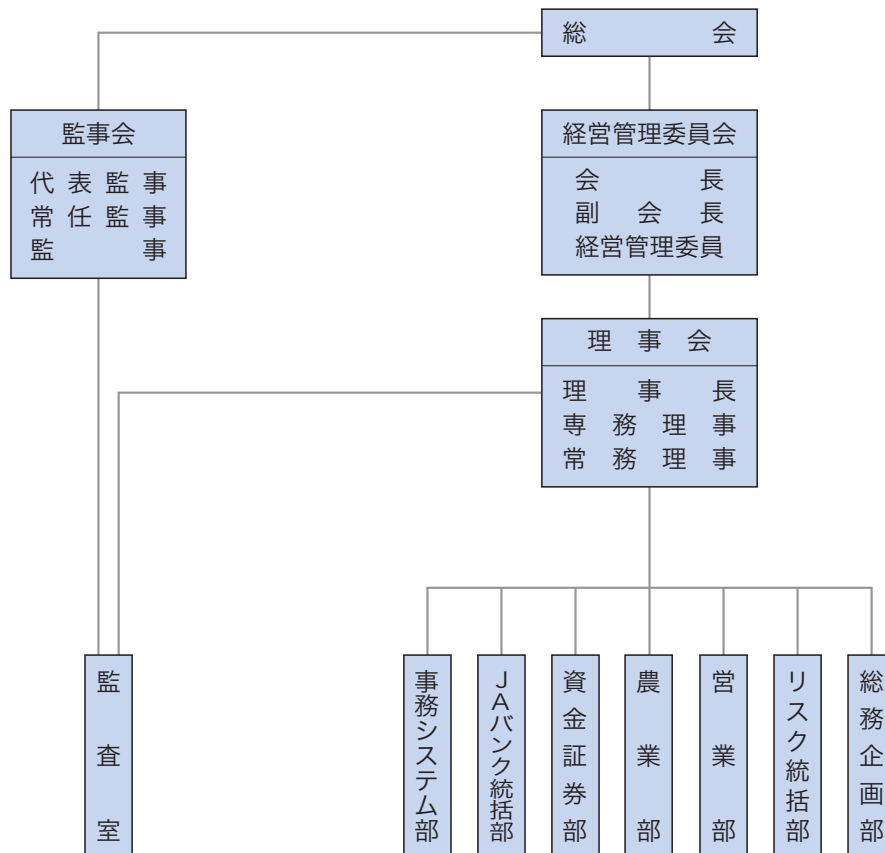 総会
監事会
代表監事
常任監事
監事
経営管理委員会
会長
副会長
経営管理委員
理事会
理事長
専務理事
常務理事
監査室
事務システム部
JAバンク統括部
資金証券部
農業部
営業部
リスク統括部
総務企画部